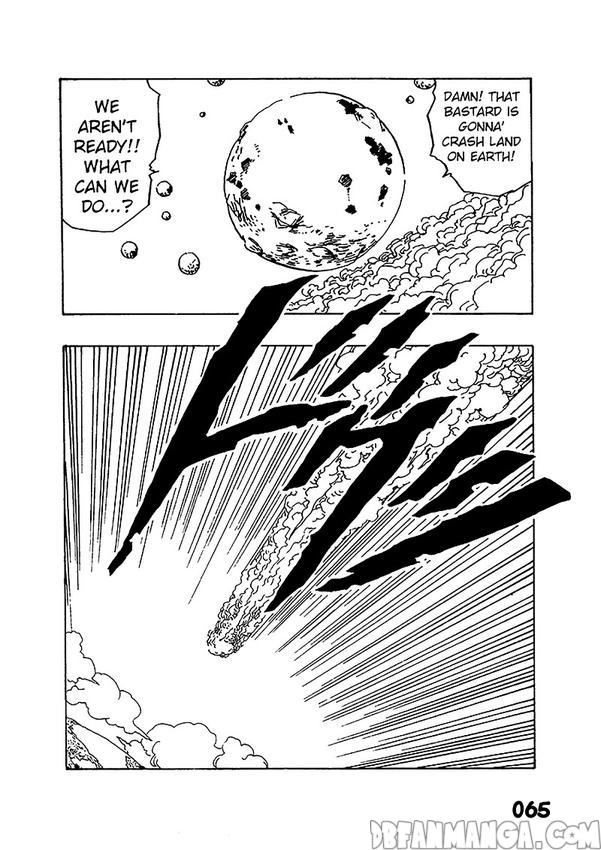 DAMN! THAT
BASTARD IS
GONNA'
CRASH LAND
ON EARTH!
WE
AREN'T
READY!!
WHAT
CAN WE
DO...?
065
DBFANMANGA.COM